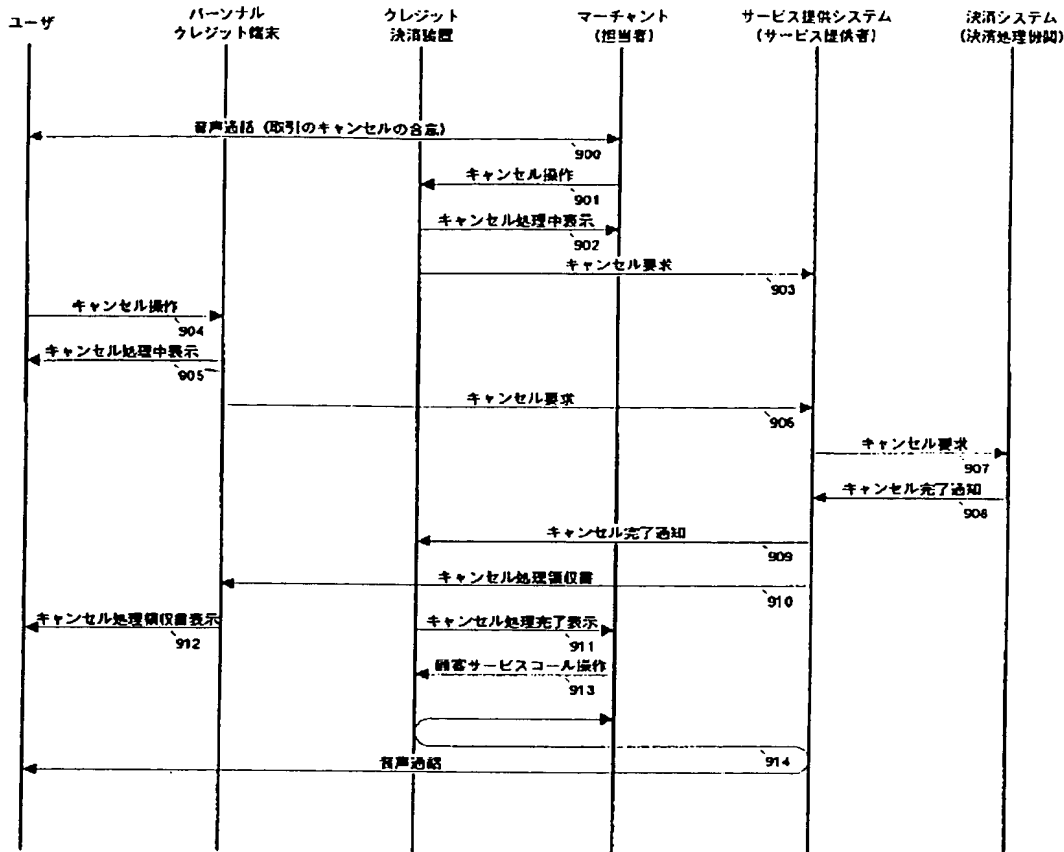 ユーザ
パーソナル
クレジット端末
クレジット
決済装置
マーチャント
(担当者)
サービス提供システム
(サービス提供者)
決済システム
(決済処理機関)
音声通話 (取引のキャンセルの合意)
900
キャンセル操作
901
キャンセル処理中表示
902
キャンセル要求
903
キャンセル操作
904
キャンセル処理中表示
905
キャンセル要求
906
キャンセル要求
907
キャンセル完了通知
908
キャンセル完了通知
909
キャンセル処理領収書
910
キャンセル処理領収書表示
912
キャンセル処理完了表示
911
顧客サービスコール操作
913
音声通話
914